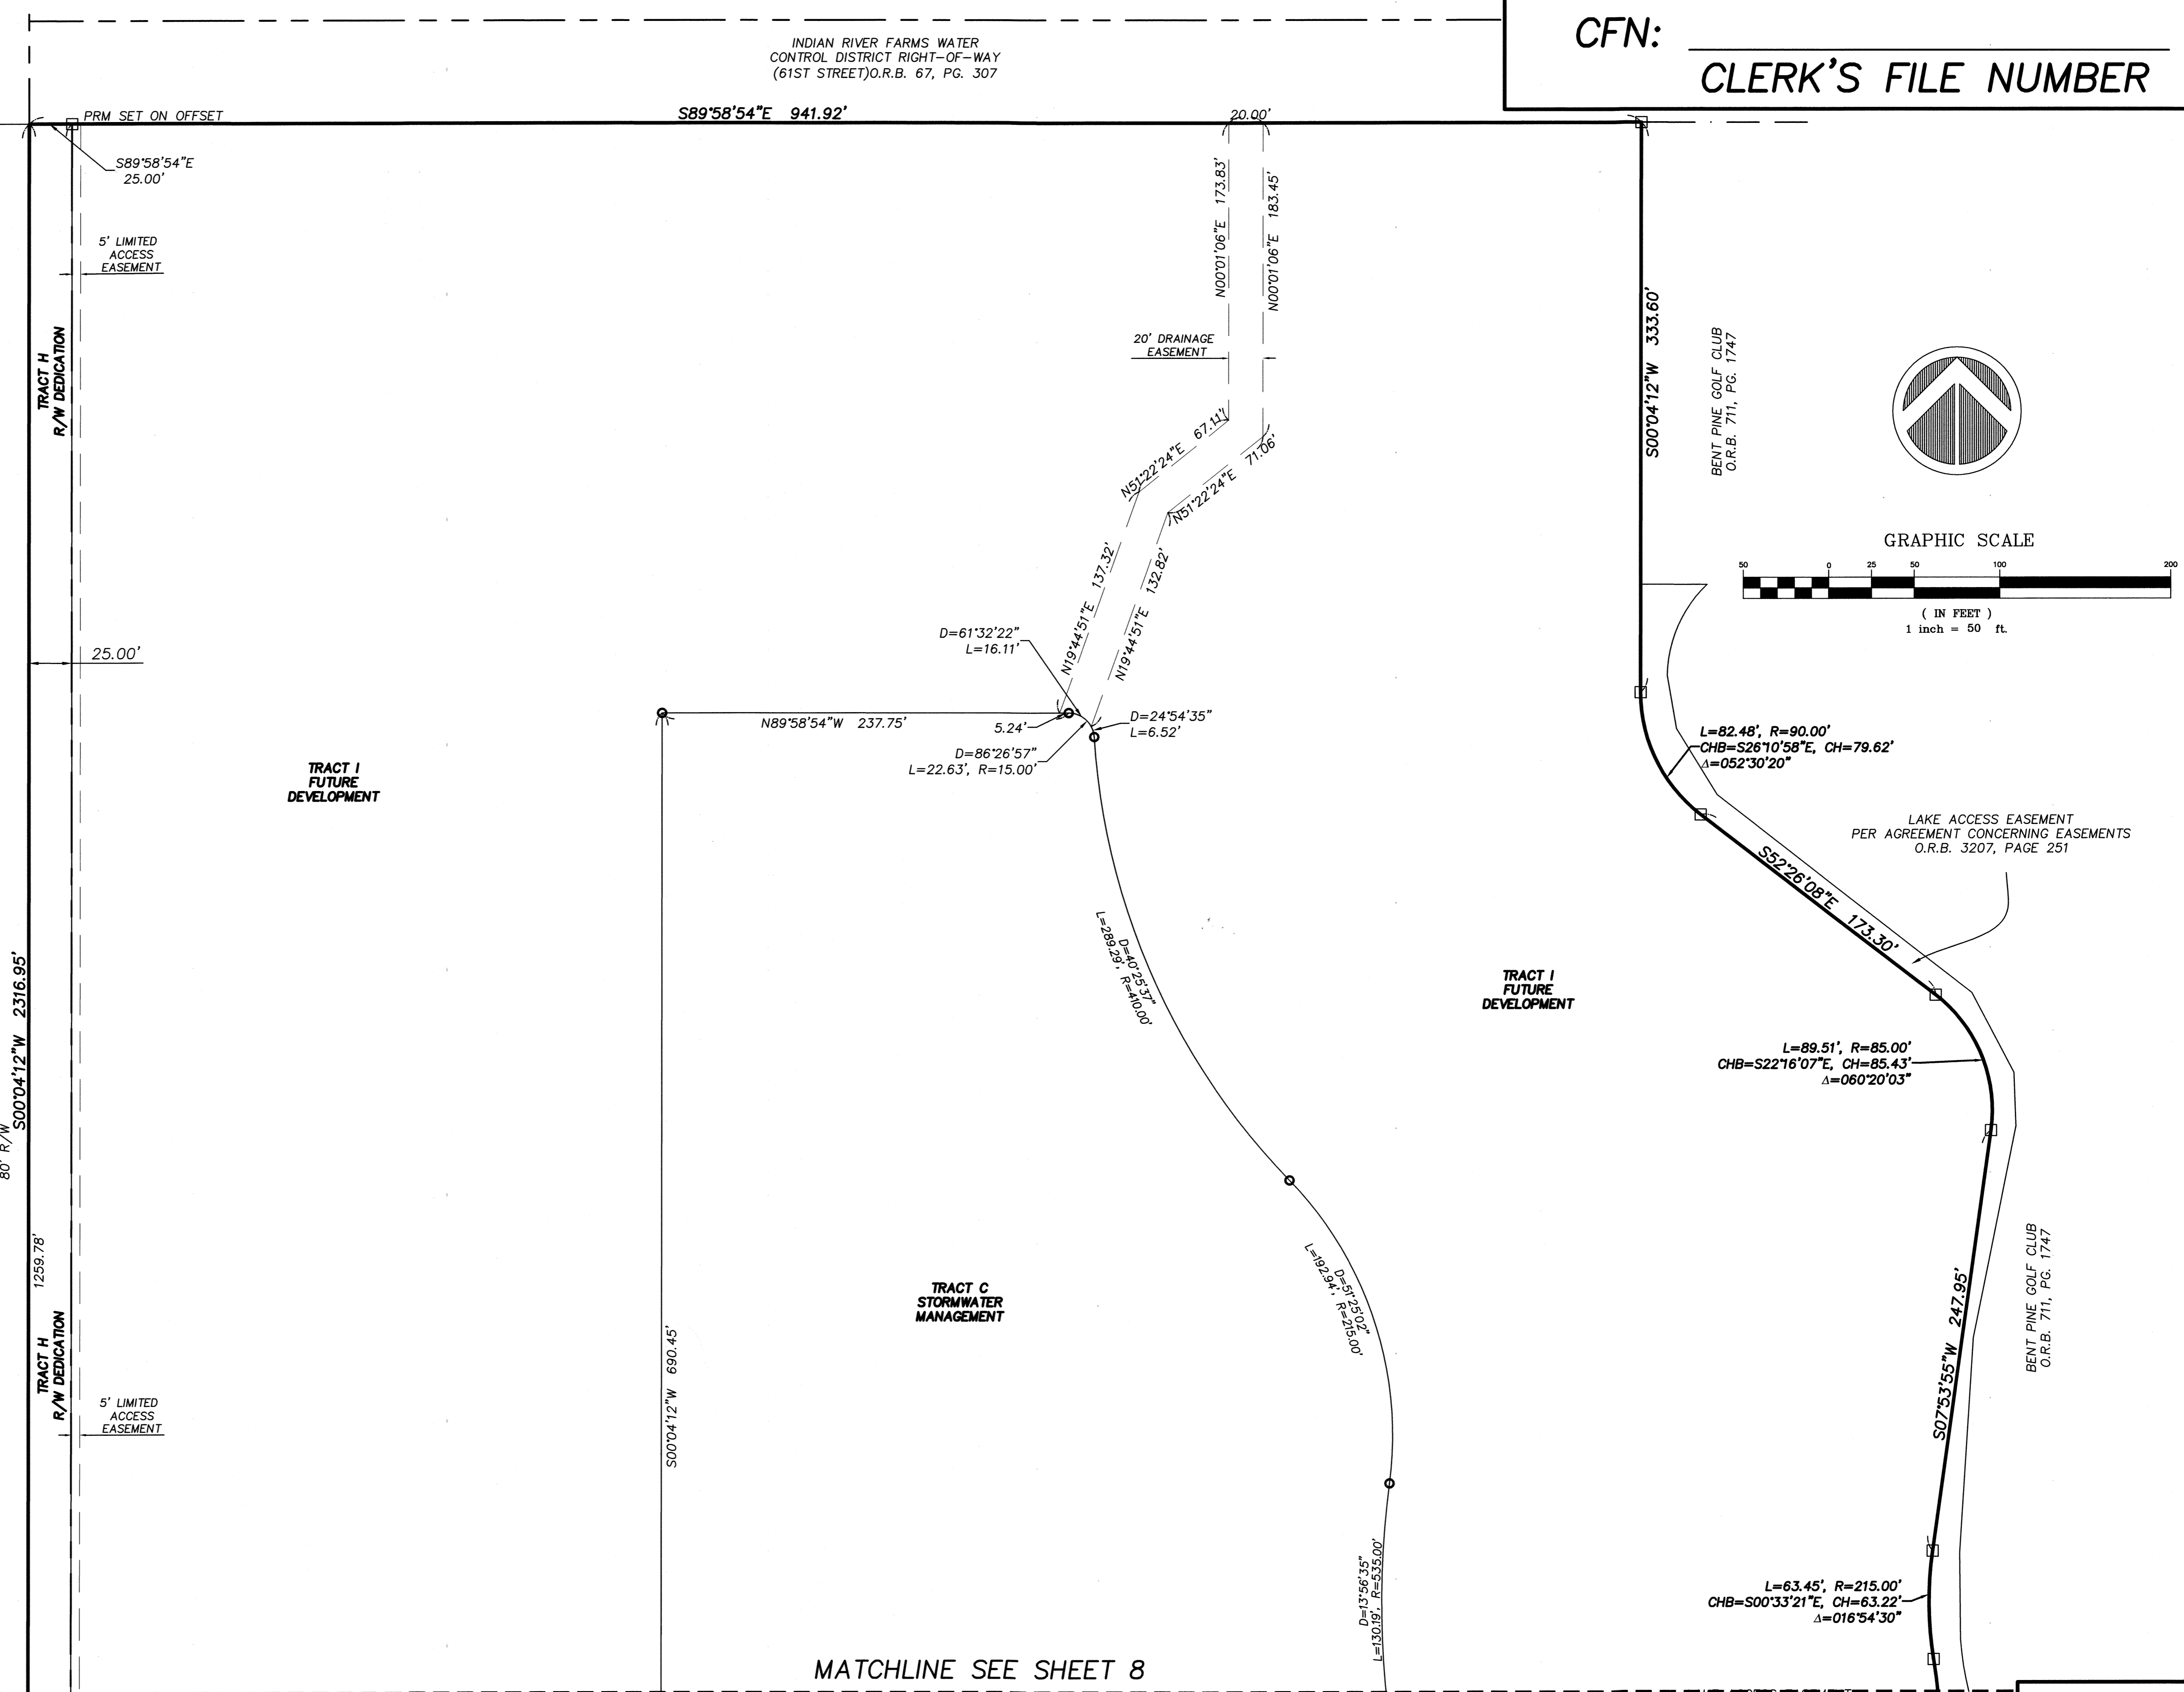 CFN:
CLERK'S FILE NUMBER
INDIAN RIVER FARMS WATER
CONTROL DISTRICT RIGHT-OF-WAY
(61ST STREET)O.R.B. 67, PG. 307
PRM SET ON OFFSET
S89°58'54"E 941.92'
20.00'
S89°58'54"E
25.00'
5' LIMITED
ACCESS
EASEMENT
TRACT H
R/W DEDICATION
N00°01'06"E 173.83'
N00°01'06"E 183.45'
20' DRAINAGE
EASEMENT
S00°04'12"W 333.60'
BENT PINE GOLF CLUB
O.R.B. 711, PG. 1747
N51°22'24"E 67.11'
N51°22'24"E 71.06'
GRAPHIC SCALE
50 0 25 50 100 200
( IN FEET )
1 inch = 50 ft.
N19°44'51"E 137.32'
N19°44'51"E 132.82'
D=61°32'22"
L=16.11'
25.00'
N89°58'54"W 237.75'
5.24'
D=24°54'35"
L=6.52'
D=86°26'57"
L=22.63', R=15.00'
L=82.48', R=90.00'
CHB=S26°10'58"E, CH=79.62'
Δ=052°30'20"
TRACT I
FUTURE
DEVELOPMENT
LAKE ACCESS EASEMENT
PER AGREEMENT CONCERNING EASEMENTS
O.R.B. 3207, PAGE 251
S52°26'08"E 173.30'
D=40°25'37"
L=289.29', R=410.00'
TRACT I
FUTURE
DEVELOPMENT
S00°04'12"W 2316.95'
80' R/W
L=89.51', R=85.00'
CHB=S22°16'07"E, CH=85.43'
Δ=060°20'03"
1259.78'
TRACT H
R/W DEDICATION
TRACT C
STORMWATER
MANAGEMENT
D=51°25'02"
L=192.94', R=215.00'
BENT PINE GOLF CLUB
O.R.B. 711, PG. 1747
S07°53'55"W 247.95'
S00°04'12"W 690.45'
5' LIMITED
ACCESS
EASEMENT
D=13°56'35"
L=130.19', R=535.00'
L=63.45', R=215.00'
CHB=S00°33'21"E, CH=63.22'
Δ=016°54'30"
MATCHLINE SEE SHEET 8